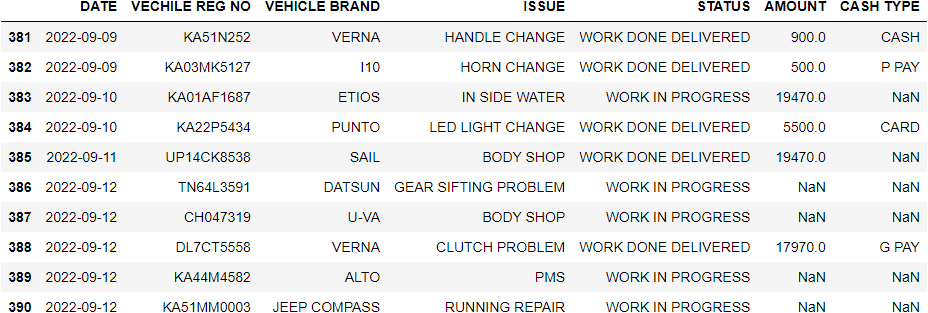 DATE VECHILE REG NO VEHICLE BRAND ISSUE STATUS AMOUNT CASH TYPE
381 2022-09-09 KA51N252 VERNA HANDLE CHANGE WORK DONE DELIVERED 900.0 CASH
382 2022-09-09 KA03MK5127 I10 HORN CHANGE WORK DONE DELIVERED 500.0 P PAY
383 2022-09-10 KA01AF1687 ETIOS IN SIDE WATER WORK IN PROGRESS 19470.0 NaN
384 2022-09-10 KA22P5434 PUNTO LED LIGHT CHANGE WORK DONE DELIVERED 5500.0 CARD
385 2022-09-11 UP14CK8538 SAIL BODY SHOP WORK DONE DELIVERED 19470.0 NaN
386 2022-09-12 TN64L3591 DATSUN GEAR SIFTING PROBLEM WORK IN PROGRESS NaN NaN
387 2022-09-12 CH047319 U-VA BODY SHOP WORK IN PROGRESS NaN NaN
388 2022-09-12 DL7CT5558 VERNA CLUTCH PROBLEM WORK DONE DELIVERED 17970.0 G PAY
389 2022-09-12 KA44M4582 ALTO PMS WORK IN PROGRESS NaN NaN
390 2022-09-12 KA51MM0003 JEEP COMPASS RUNNING REPAIR WORK IN PROGRESS NaN NaN